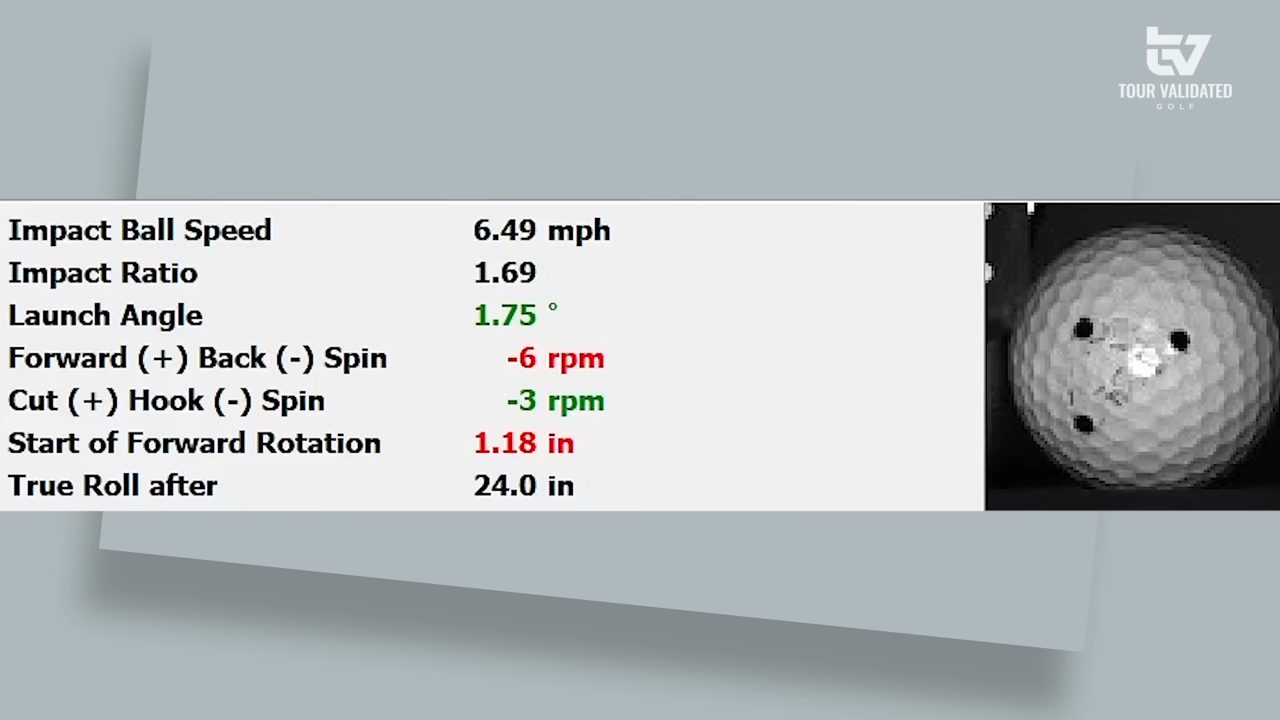 TV
TOUR VALIDATED
GOLF
Impact Ball Speed 6.49 mph
Impact Ratio 1.69
Launch Angle 1.75 °
Forward (+) Back (-) Spin -6 rpm
Cut (+) Hook (-) Spin -3 rpm
Start of Forward Rotation 1.18 in
True Roll after 24.0 in